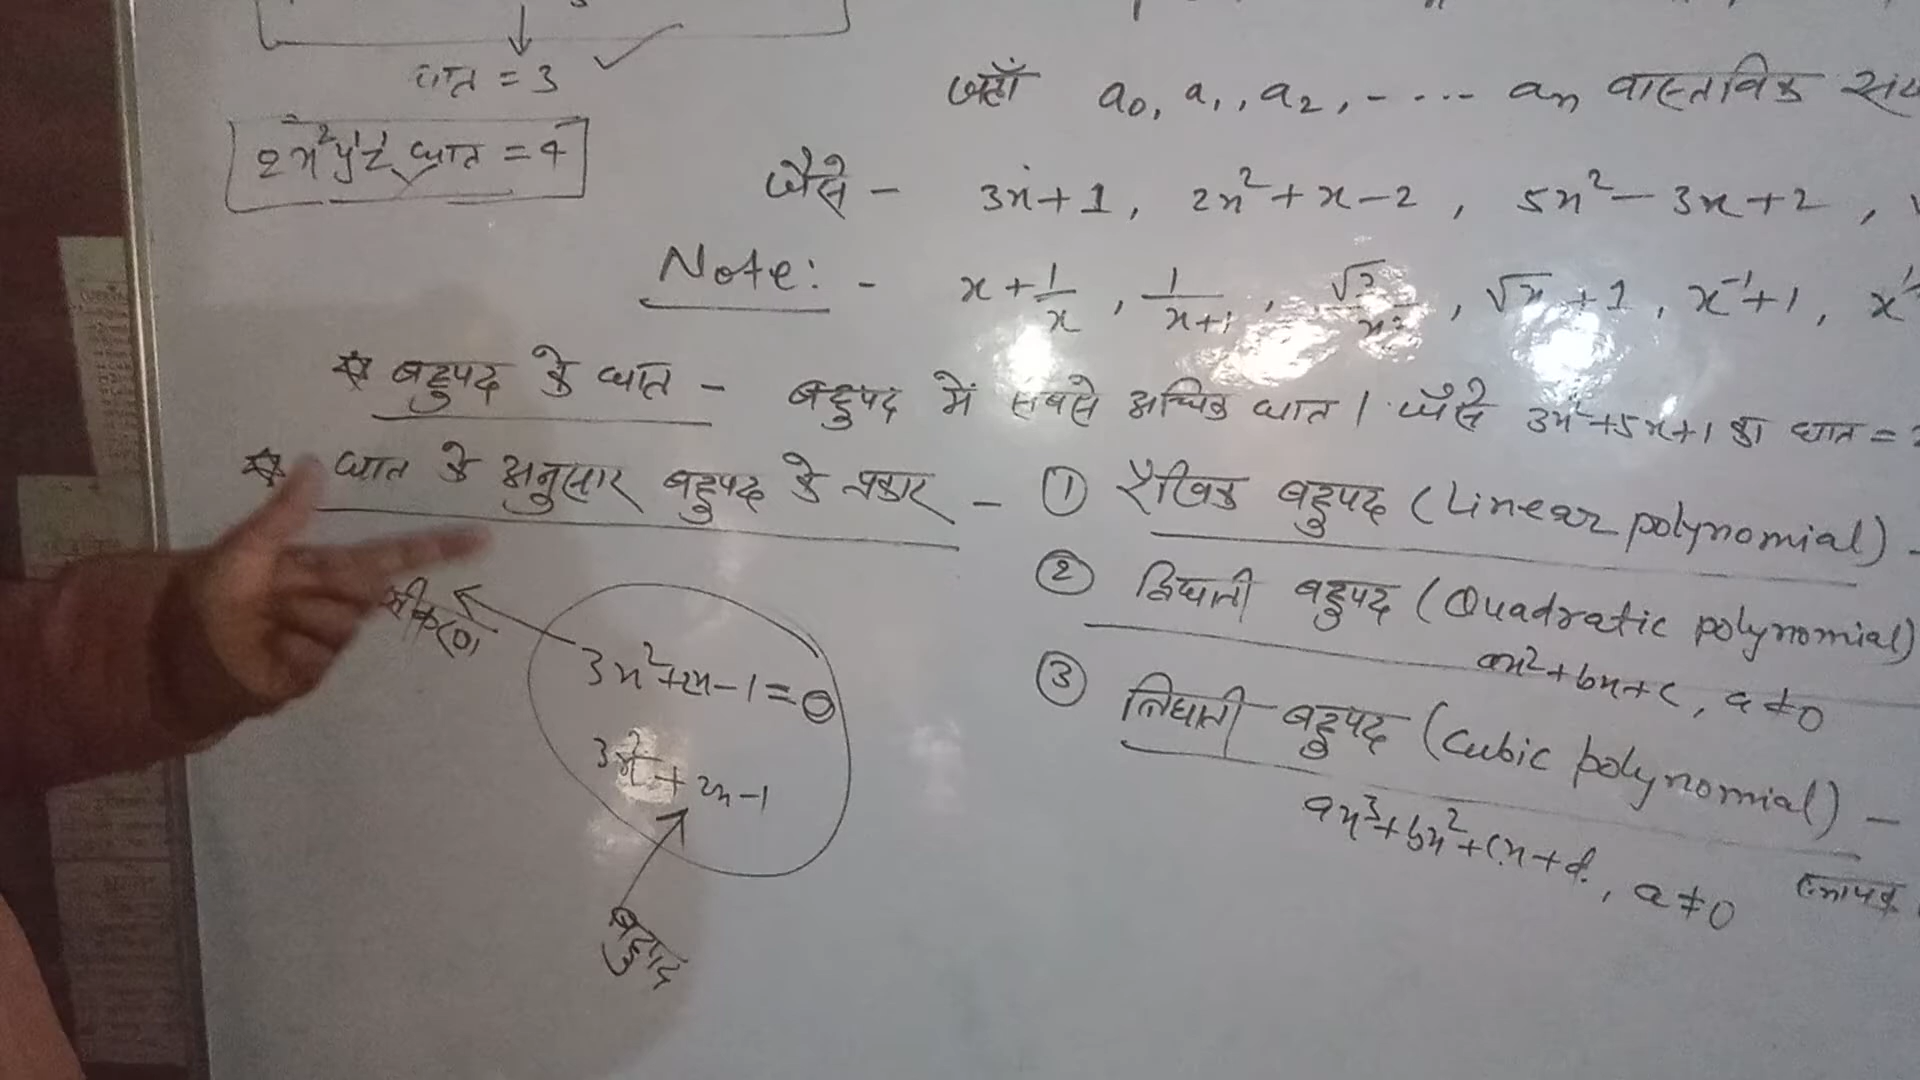 घात = 3
2x²y¹z¹ घात = 4
जहाँ a₀, a₁, a₂, - ... aₙ वास्तविक
जैसे - 3x+1, 2x²+x-2, 5x²-3x+2,
Note:- x+1/x, 1/x+1, √2/x², √x+1, x⁻¹+1,
* बहुपद के घात - बहुपद में सबसे अधिक घात। जैसे 3x²+5x+1 का घात =
* घात के अनुसार बहुपद के प्रकार - ① रैखिक बहुपद (Linear polynomial) -
② द्विघाती बहुपद (Quadratic polynomial)
ax²+bx+c, a≠0
③ त्रिघाती बहुपद (Cubic polynomial) -
ax³+bx²+cx+d, a≠0
3x²+2x-1=0
3x²+2x-1
बहुपद